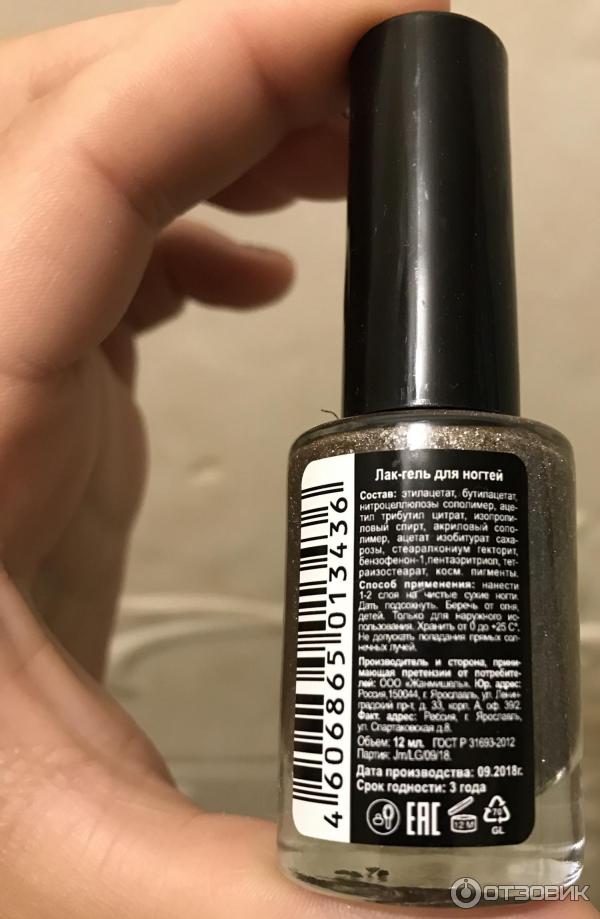 Лак-гель для ногтей
Состав: этилацетат, бутилацетат,
нитроцеллюлозы сополимер, аце-
тил трибутил цитрат, изопропи-
ловый спирт, акриловый сопо-
лимер, ацетат изобитурат саха-
розы, стеаралкониум гекторит,
бензофенон-1,пентаэритриол, тет-
раизостеарат, косм. пигменты.
Способ применения: нанести
1-2 слоя на чистые сухие ногти.
Дать подсохнуть. Беречь от огня,
детей. Только для наружного ис-
пользования. Хранить от 0 до +25 С°.
Не допускать попадания прямых сол-
нечных лучей.
Производитель и сторона, прини-
мающая претензии от потребите-
лей: ООО «Жанмишель». Юр. адрес:
Россия,150044, г. Ярославль, ул. Ленин-
градский пр-т, д. 33, корп. А, оф. 39/2.
Факт. адрес: Россия, г. Ярославль,
ул. Спартаковская д.8.
Объем: 12 мл. ГОСТ Р 31693-2012
Партия: Jm/LG/09/18.
Дата производства: 09.2018г.
Срок годности: 3 года
EAC 12 M 70
GL
4 606865 013436
ОТЗОВИК